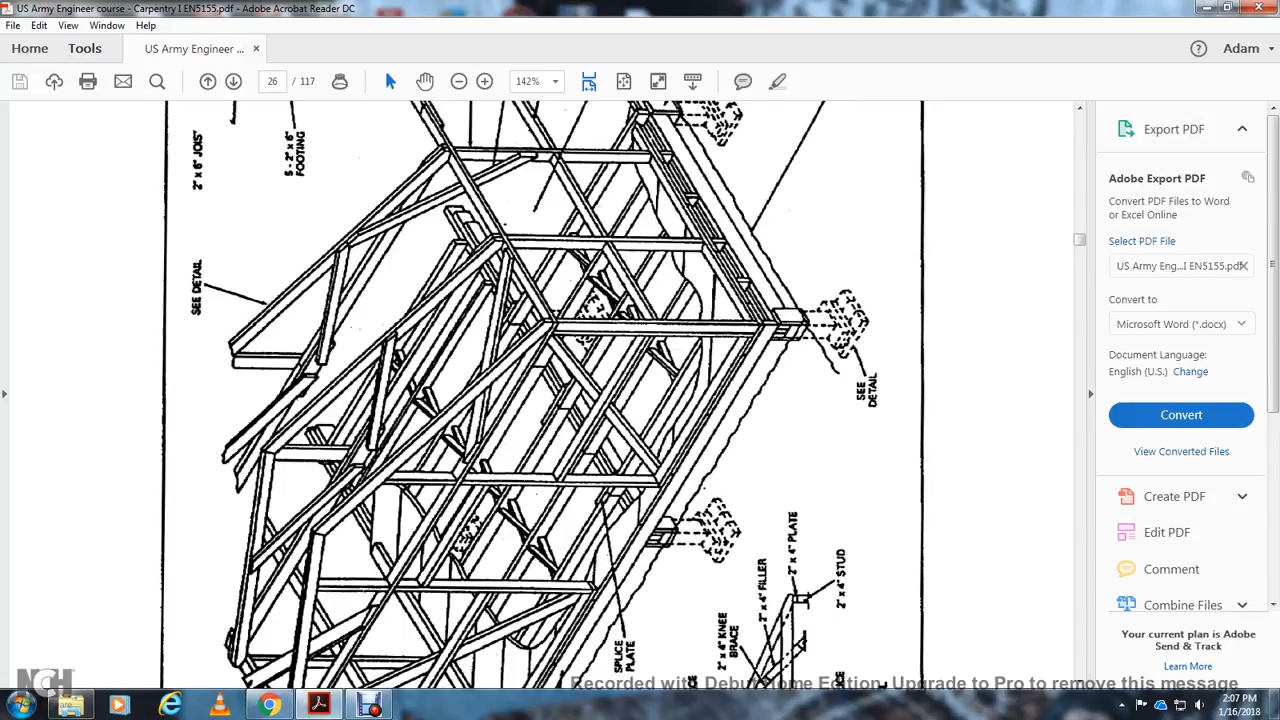 US Army Engineer course - Carpentry I EN5155.pdf - Adobe Acrobat Reader DC
File Edit View Window Help
Home Tools US Army Engineer ... × Adam
26 / 117 142%
2" x 6" JOIST
5 - 2" x 6"
FOOTING
SEE DETAIL
SEE
DETAIL
SPLICE
PLATE
2" x 4" KNEE
BRACE
2" x 4" FILLER
2" x 4" PLATE
2" x 4" STUD
Export PDF
Adobe Export PDF
Convert PDF Files to Word
or Excel Online
Select PDF File
US Army Eng...I EN5155.pdf
Convert to
Microsoft Word (*.docx)
Document Language:
English (U.S.) Change
Convert
View Converted Files
Create PDF
Edit PDF
Comment
Combine Files
Your current plan is Adobe
Send & Track
Learn More
NCH
Recorded with Debut Home Edition. Upgrade to Pro to remove this message
2:07 PM
1/16/2018